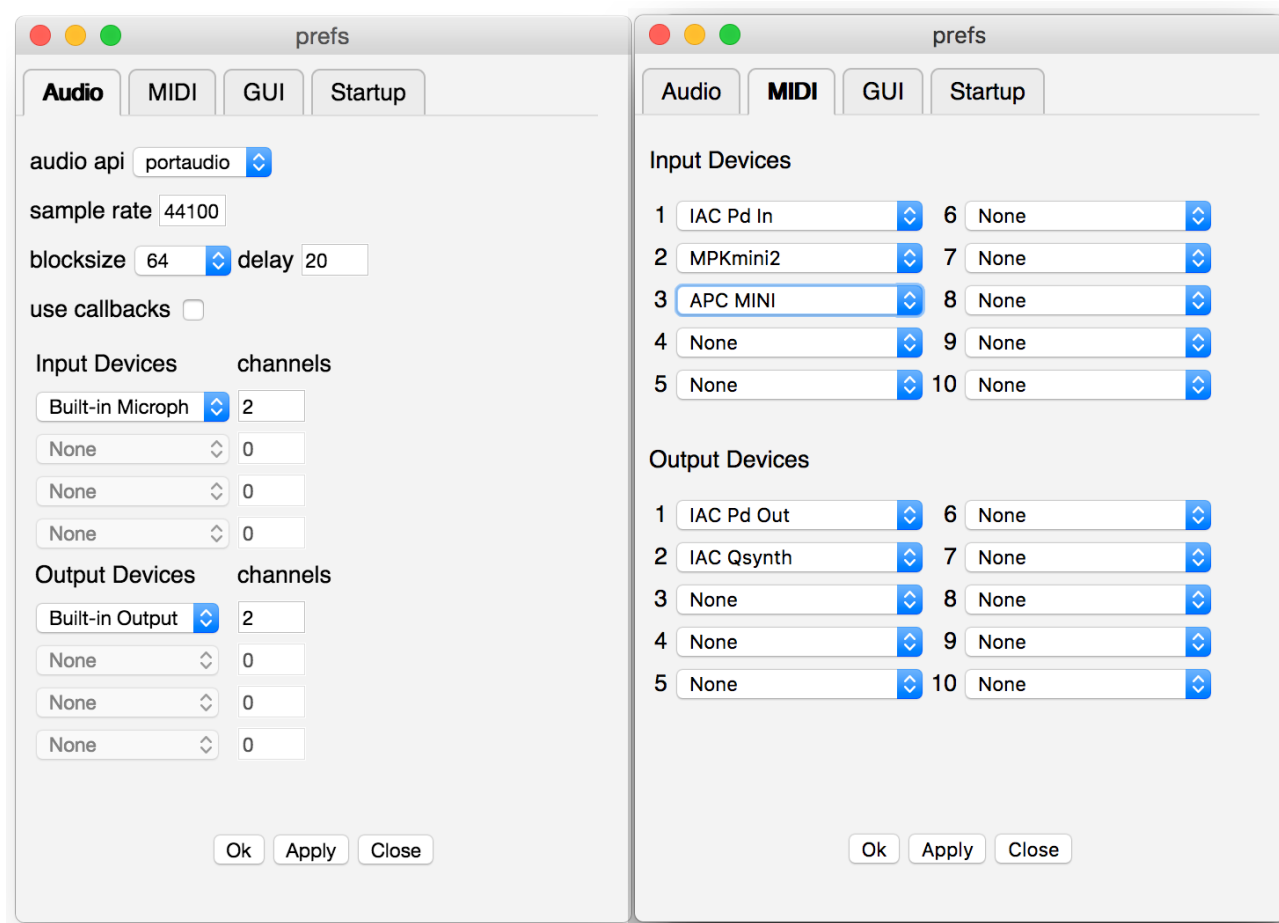 prefs
Audio MIDI GUI Startup
audio api portaudio
sample rate 44100
blocksize 64 delay 20
use callbacks
Input Devices channels
Built-in Microph 2
None 0
None 0
None 0
Output Devices channels
Built-in Output 2
None 0
None 0
None 0
Ok Apply Close
prefs
Audio MIDI GUI Startup
Input Devices
1 IAC Pd In 6 None
2 MPKmini2 7 None
3 APC MINI 8 None
4 None 9 None
5 None 10 None
Output Devices
1 IAC Pd Out 6 None
2 IAC Qsynth 7 None
3 None 8 None
4 None 9 None
5 None 10 None
Ok Apply Close